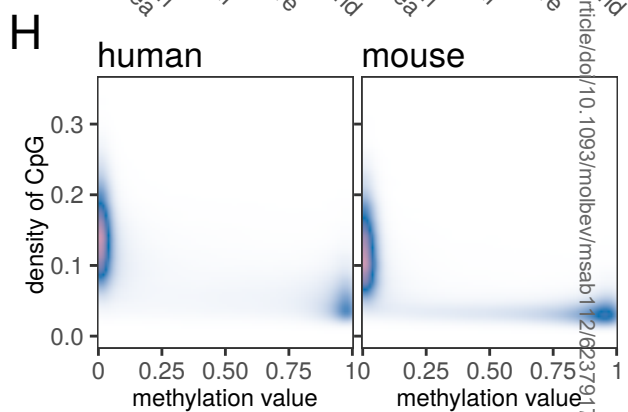 H
human mouse
density of CpG
0.3
0.2
0.1
0.0
0 0.25 0.50 0.75 1 0 0.25 0.50 0.75 1
methylation value methylation value
rticle/doi/10.1093/molbev/msab112/6237917